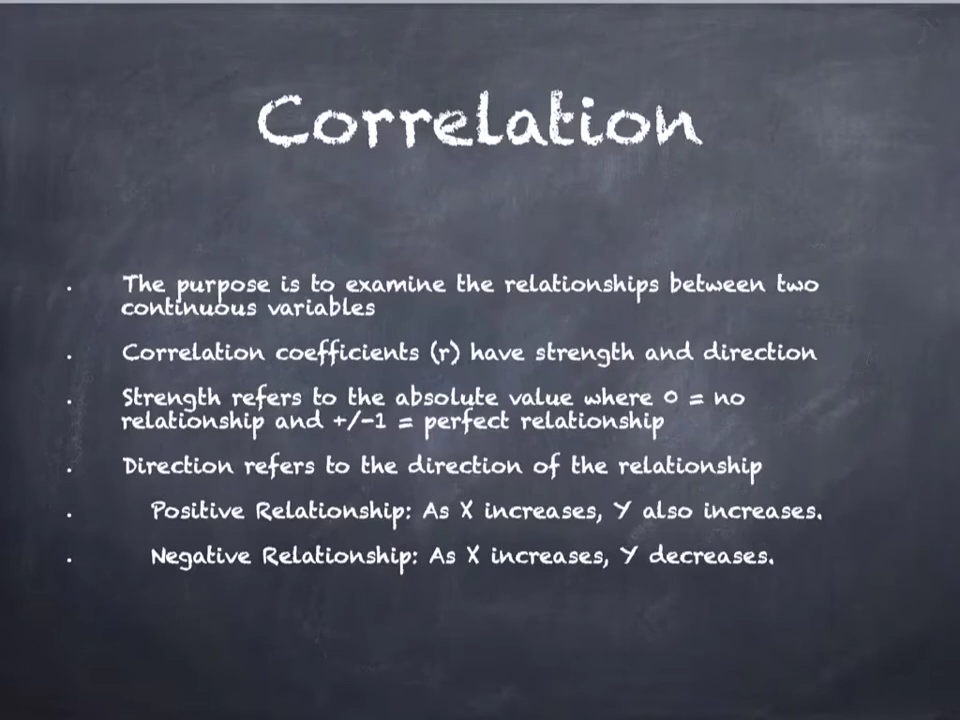 Correlation
. The purpose is to examine the relationships between two
continuous variables
. Correlation coefficients (r) have strength and direction
. Strength refers to the absolute value where 0 = no
relationship and +/-1 = perfect relationship
. Direction refers to the direction of the relationship
. Positive Relationship: As X increases, Y also increases.
. Negative Relationship: As X increases, Y decreases.